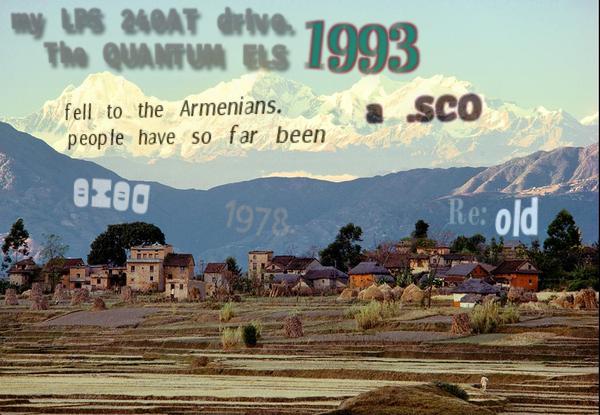 my LPS 240AT drive.
The QUANTUM ELS
1993
fell to the Armenians.
people have so far been
a .sco
1978.
Re: old